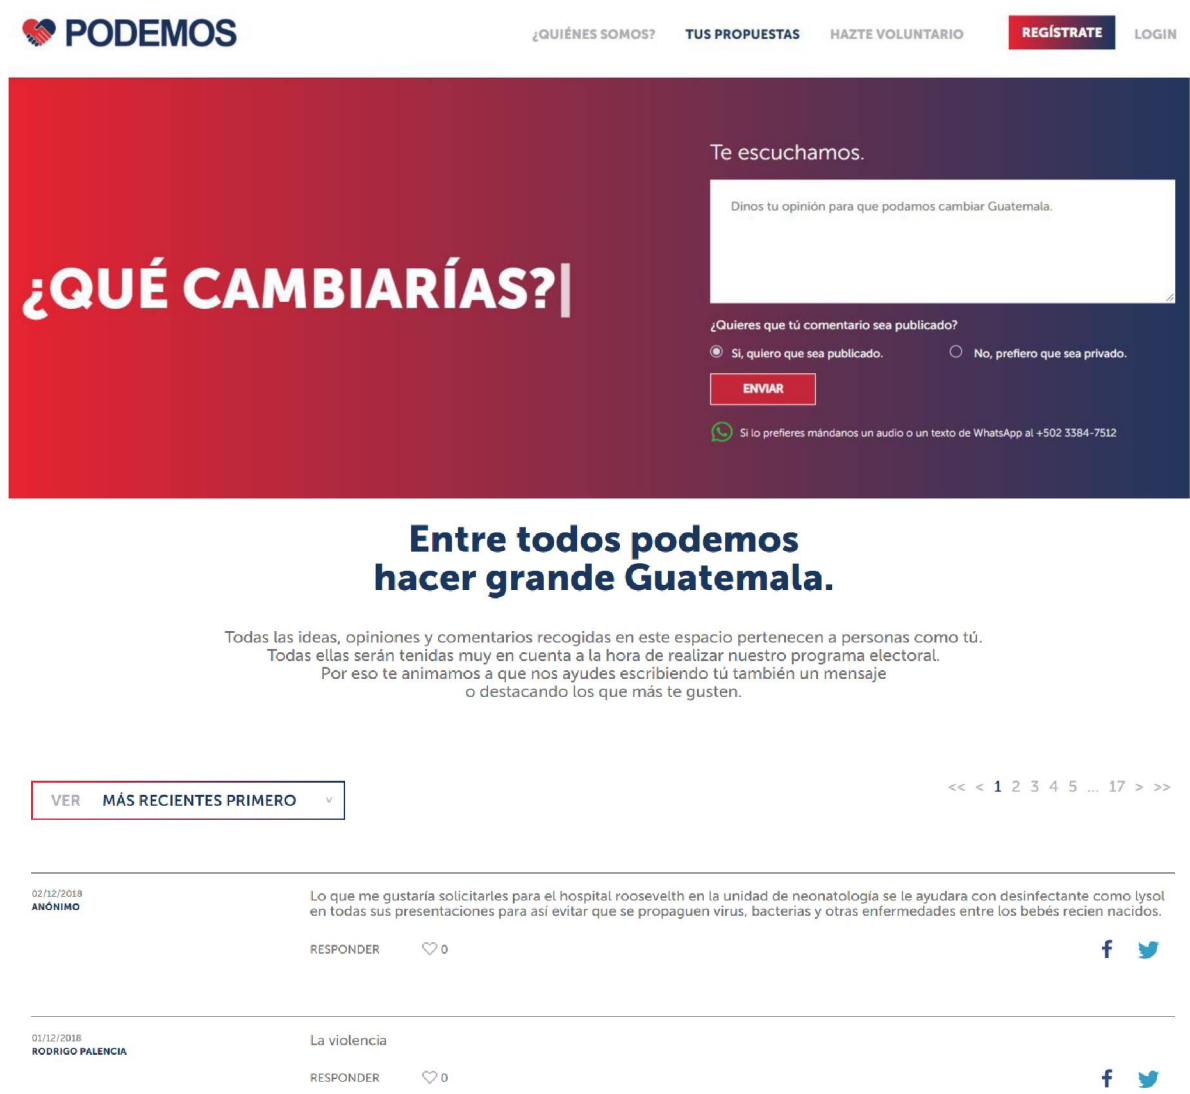 PODEMOS
¿QUIÉNES SOMOS? TUS PROPUESTAS HAZTE VOLUNTARIO REGÍSTRATE LOGIN
Te escuchamos.
Dinos tu opinión para que podamos cambiar Guatemala.
¿QUÉ CAMBIARÍAS?
¿Quieres que tú comentario sea publicado?
Si, quiero que sea publicado. No, prefiero que sea privado.
ENVIAR
Si lo prefieres mándanos un audio o un texto de WhatsApp al +502 3384-7512
Entre todos podemos
hacer grande Guatemala.
Todas las ideas, opiniones y comentarios recogidas en este espacio pertenecen a personas como tú.
Todas ellas serán tenidas muy en cuenta a la hora de realizar nuestro programa electoral.
Por eso te animamos a que nos ayudes escribiendo tú también un mensaje
o destacando los que más te gusten.
VER MÁS RECIENTES PRIMERO
<< < 1 2 3 4 5 ... 17 > >>
02/12/2018
ANÓNIMO
Lo que me gustaría solicitarles para el hospital roosevelth en la unidad de neonatología se le ayudara con desinfectante como lysol
en todas sus presentaciones para así evitar que se propaguen virus, bacterias y otras enfermedades entre los bebés recien nacidos.
RESPONDER 0
01/12/2018
RODRIGO PALENCIA
La violencia
RESPONDER 0